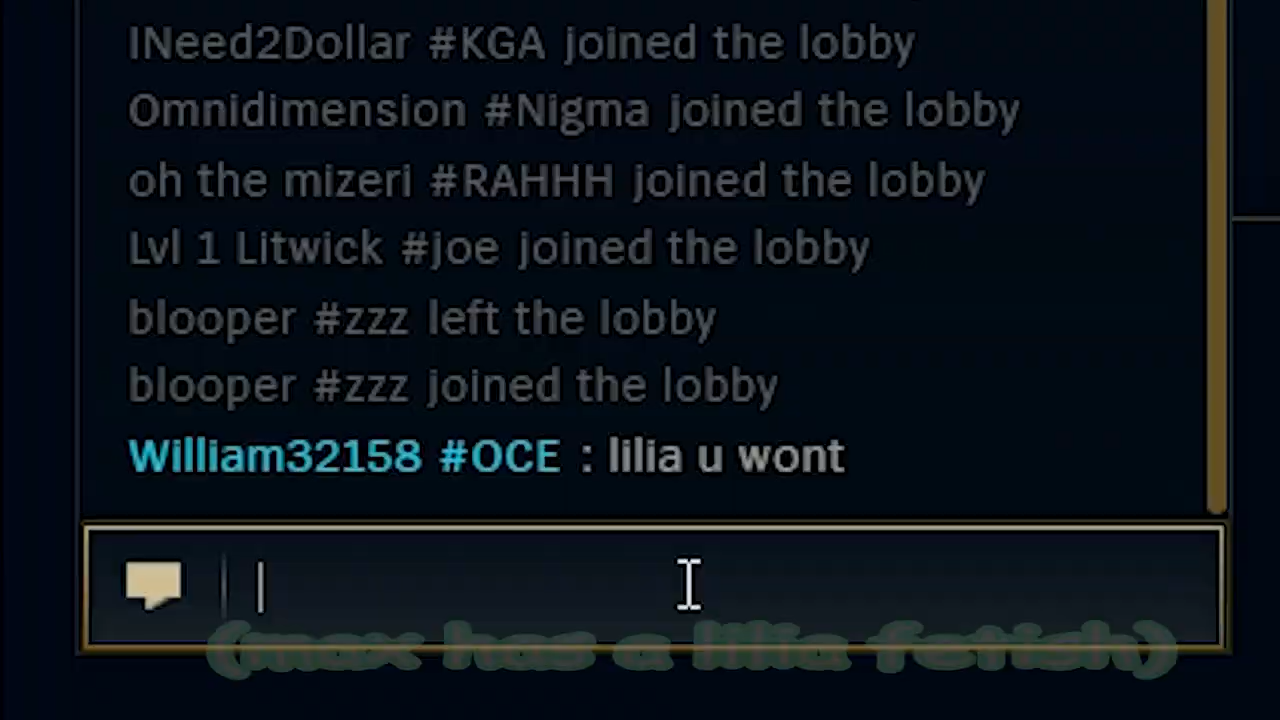 INeed2Dollar #KGA joined the lobby
Omnidimension #Nigma joined the lobby
oh the mizeri #RAHHH joined the lobby
Lvl 1 Litwick #joe joined the lobby
blooper #zzz left the lobby
blooper #zzz joined the lobby
William32158 #OCE : lilia u wont
(max has a lilia fetish)